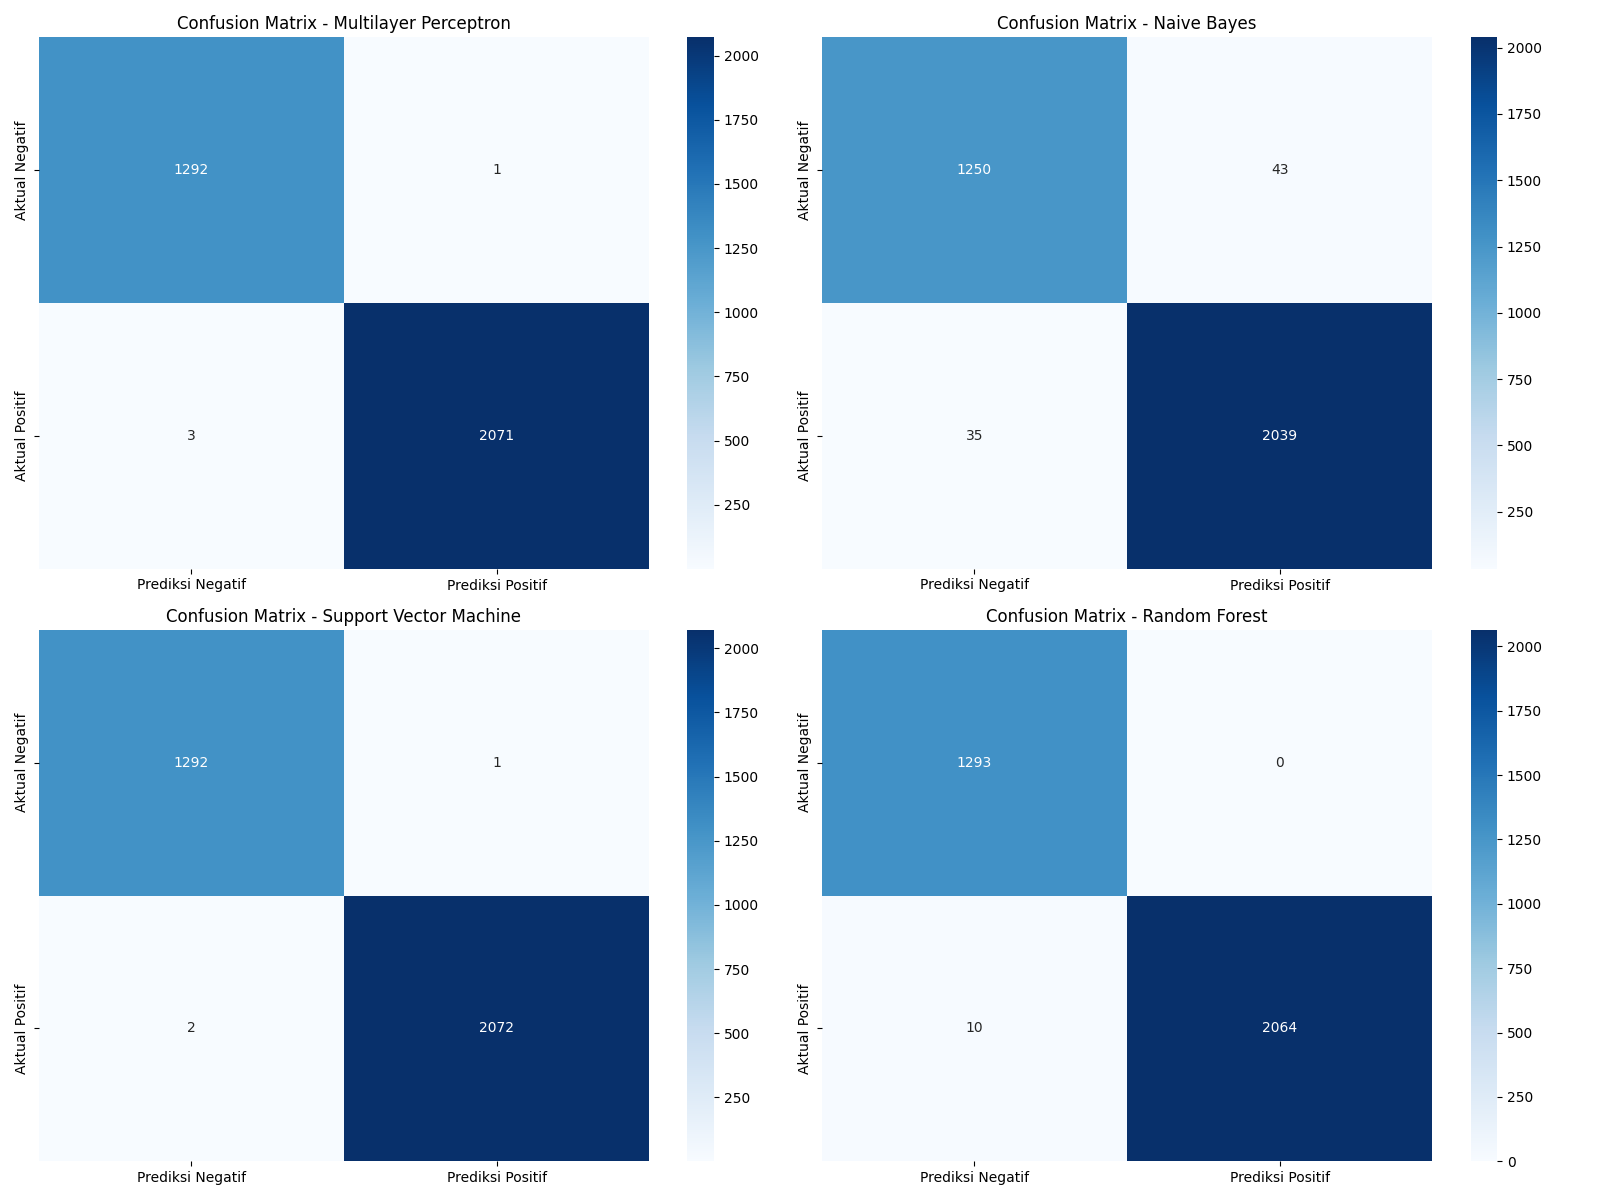 Confusion Matrix - Multilayer Perceptron
Aktual Negatif
Aktual Positif
1292
1
3
2071
Prediksi Negatif
Prediksi Positif
2000
1750
1500
1250
1000
750
500
250
Confusion Matrix - Naive Bayes
Aktual Negatif
Aktual Positif
1250
43
35
2039
Prediksi Negatif
Prediksi Positif
2000
1750
1500
1250
1000
750
500
250
Confusion Matrix - Support Vector Machine
Aktual Negatif
Aktual Positif
1292
1
2
2072
Prediksi Negatif
Prediksi Positif
2000
1750
1500
1250
1000
750
500
250
Confusion Matrix - Random Forest
Aktual Negatif
Aktual Positif
1293
0
10
2064
Prediksi Negatif
Prediksi Positif
2000
1750
1500
1250
1000
750
500
250
0